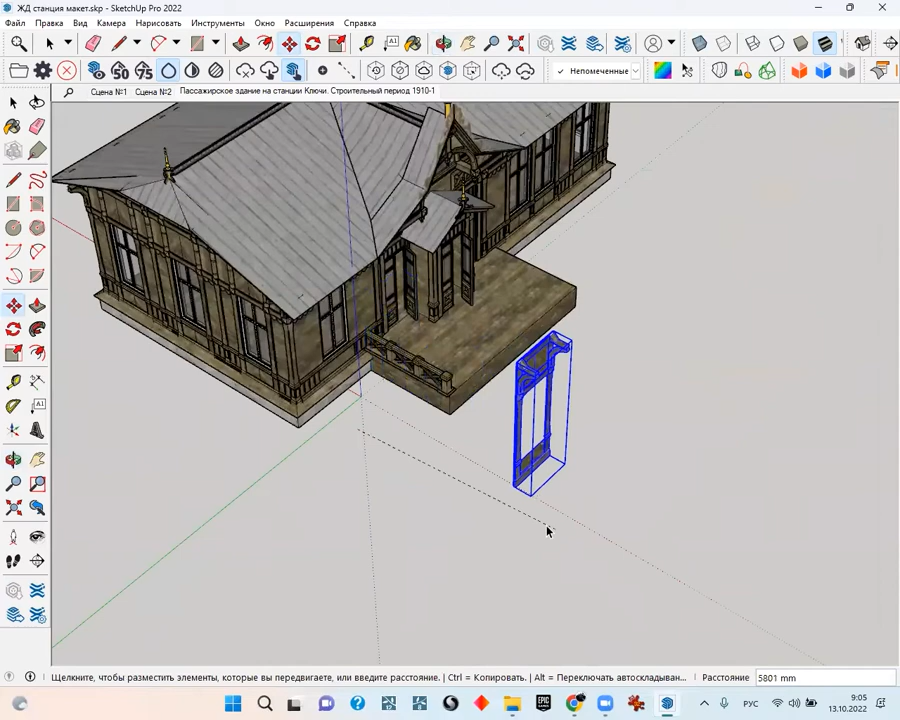 ЖД станция макет.skp - SketchUp Pro 2022
Файл Правка Вид Камера Нарисовать Инструменты Окно Расширения Справка
50 75 Непомеченные
Сцена №1 Сцена №2 Пассажирское здание на станции Ключи. Строительный период 1910-1
Щелкните, чтобы разместить элементы, которые вы передвигаете, или введите расстояние. | Ctrl = Копировать. | Alt = Переключать автоскладыван... Расстояние 5801 mm
РУС 9:05
13.10.2022